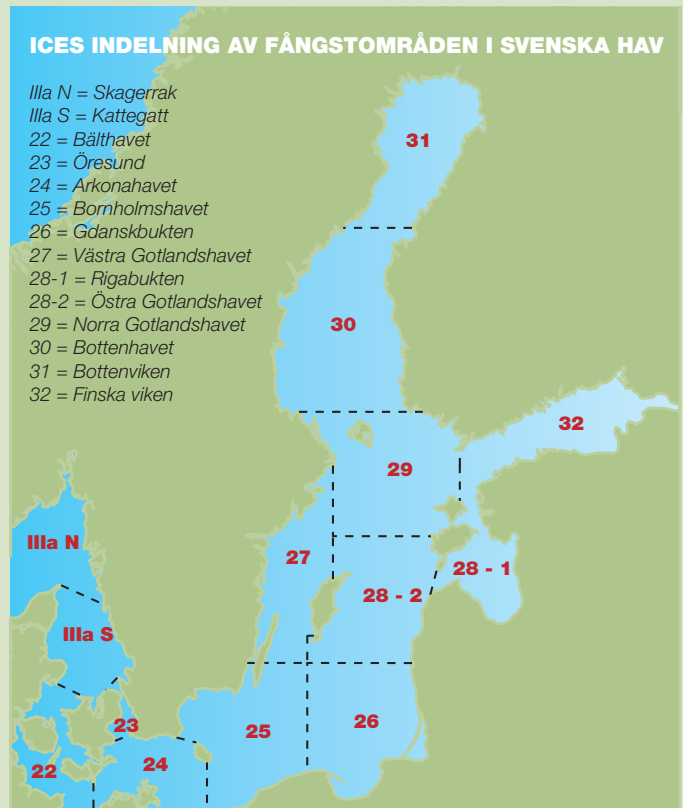 ICES INDELNING AV FÅNGSTOMRÅDEN I SVENSKA HAV
IIIa N = Skagerrak
IIIa S = Kattegatt
22 = Bälthavet
23 = Öresund
24 = Arkonahavet
25 = Bornholmshavet
26 = Gdanskbukten
27 = Västra Gotlandshavet
28-1 = Rigabukten
28-2 = Östra Gotlandshavet
29 = Norra Gotlandshavet
30 = Bottenhavet
31 = Bottenviken
32 = Finska viken
31
30
32
29
IIIa N
27
28 - 1
28 - 2
IIIa S
23
25
26
22
24